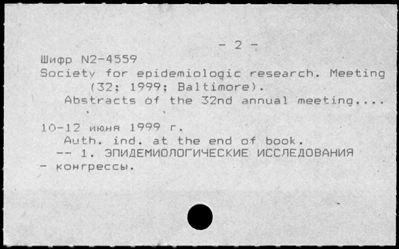 - 2 -
Шифр N2-4559
Society for epidemiologic research. Meeting
(32; 1999; Baltimore).
Abstracts of the 32nd annual meeting....
10-12 июня 1999 г.
Auth. ind. at the end of book.
-- 1. ЭПИДЕМИОЛОГИЧЕСКИЕ ИССЛЕДОВАНИЯ
- конгрессы.